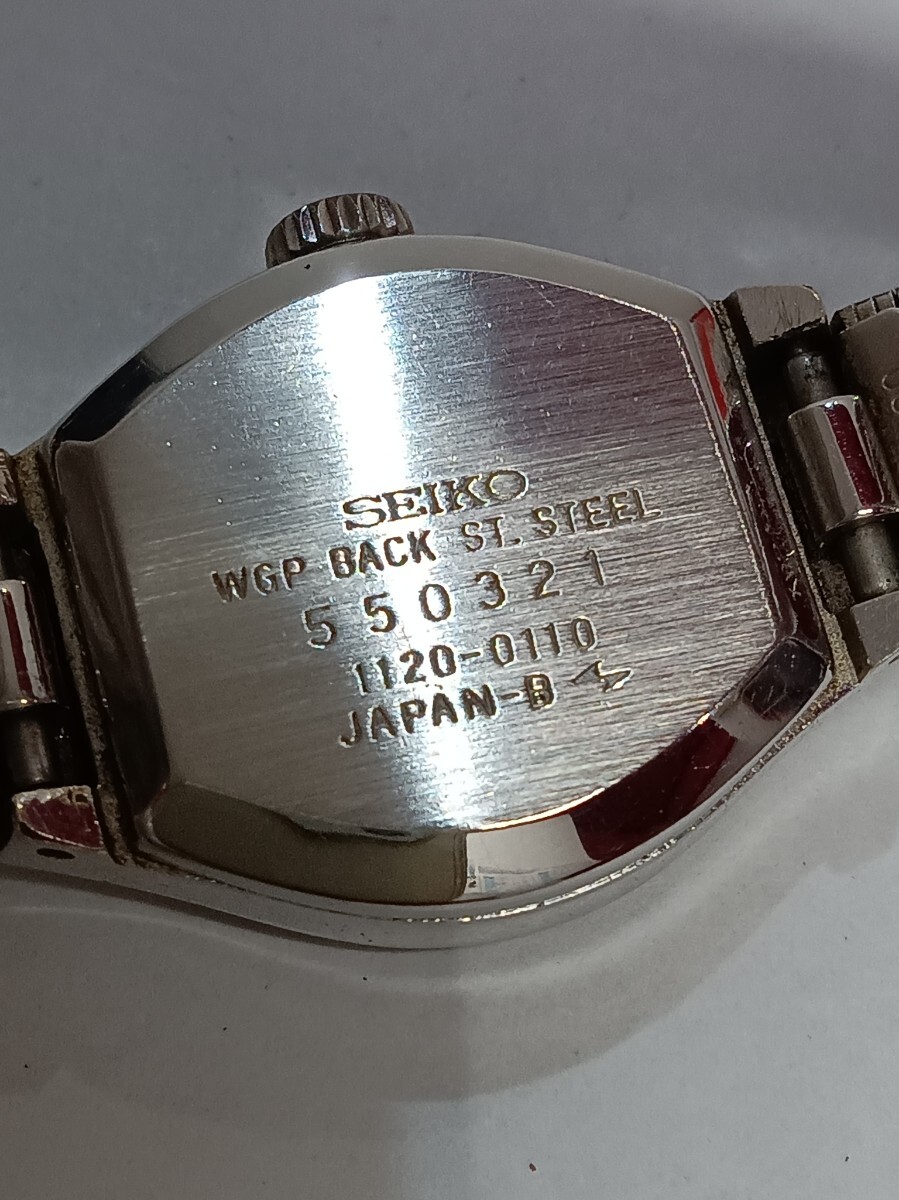 SEIKO
WGP BACK ST. STEEL
550321
1120-0110
JAPAN-B